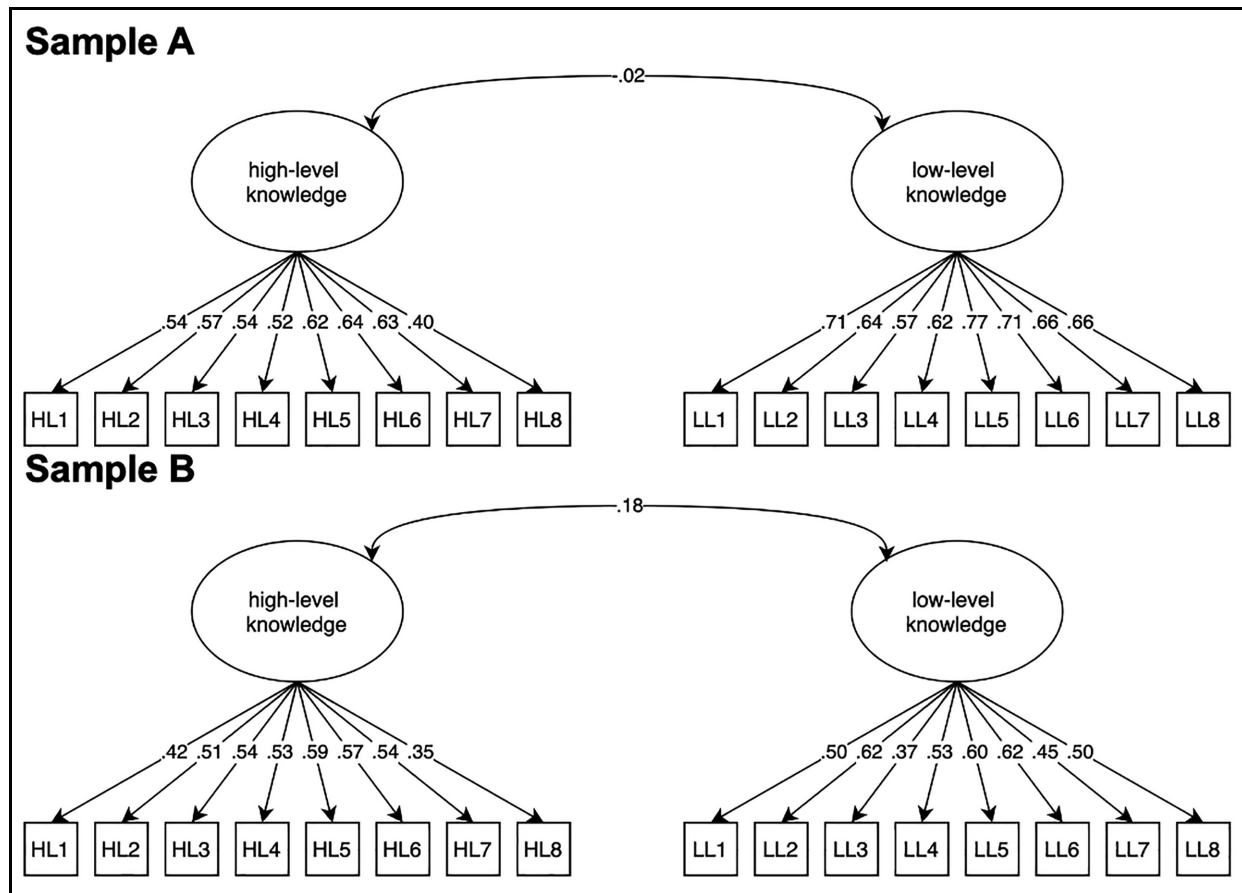 Sample A
-.02
high-level
knowledge
low-level
knowledge
.54 .57 .54 .52 .62 .64 .63 .40
.71 .64 .57 .62 .77 .71 .66 .66
HL1 HL2 HL3 HL4 HL5 HL6 HL7 HL8
LL1 LL2 LL3 LL4 LL5 LL6 LL7 LL8
Sample B
.18
high-level
knowledge
low-level
knowledge
.42 .51 .54 .53 .59 .57 .54 .35
.50 .62 .37 .53 .60 .62 .45 .50
HL1 HL2 HL3 HL4 HL5 HL6 HL7 HL8
LL1 LL2 LL3 LL4 LL5 LL6 LL7 LL8